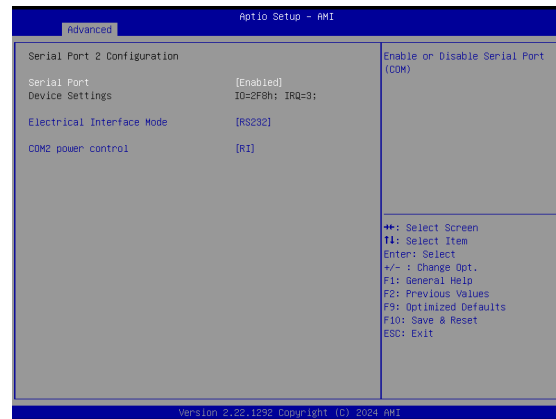 Aptio Setup - AMI
Advanced
Serial Port 2 Configuration
Serial Port [Enabled]
Device Settings IO=2F8h; IRQ=3;
Electrical Interface Mode [RS232]
COM2 power control [RI]
Enable or Disable Serial Port
(COM)
→←: Select Screen
↑↓: Select Item
Enter: Select
+/- : Change Opt.
F1: General Help
F2: Previous Values
F9: Optimized Defaults
F10: Save & Reset
ESC: Exit
Version 2.22.1292 Copyright (C) 2024 AMI